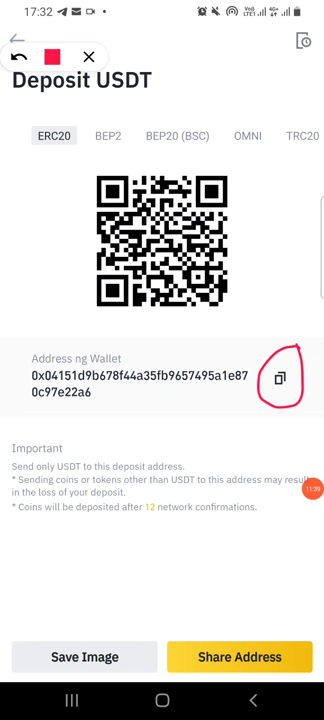 17:32
Deposit USDT
ERC20 BEP2 BEP20 (BSC) OMNI TRC20
Address ng Wallet
0x04151d9b678f44a35fb9657495a1e87
0c97e22a6
Important
Send only USDT to this deposit address.
* Sending coins or tokens other than USDT to this address may result
in the loss of your deposit.
11:39
* Coins will be deposited after 12 network confirmations.
Save Image Share Address